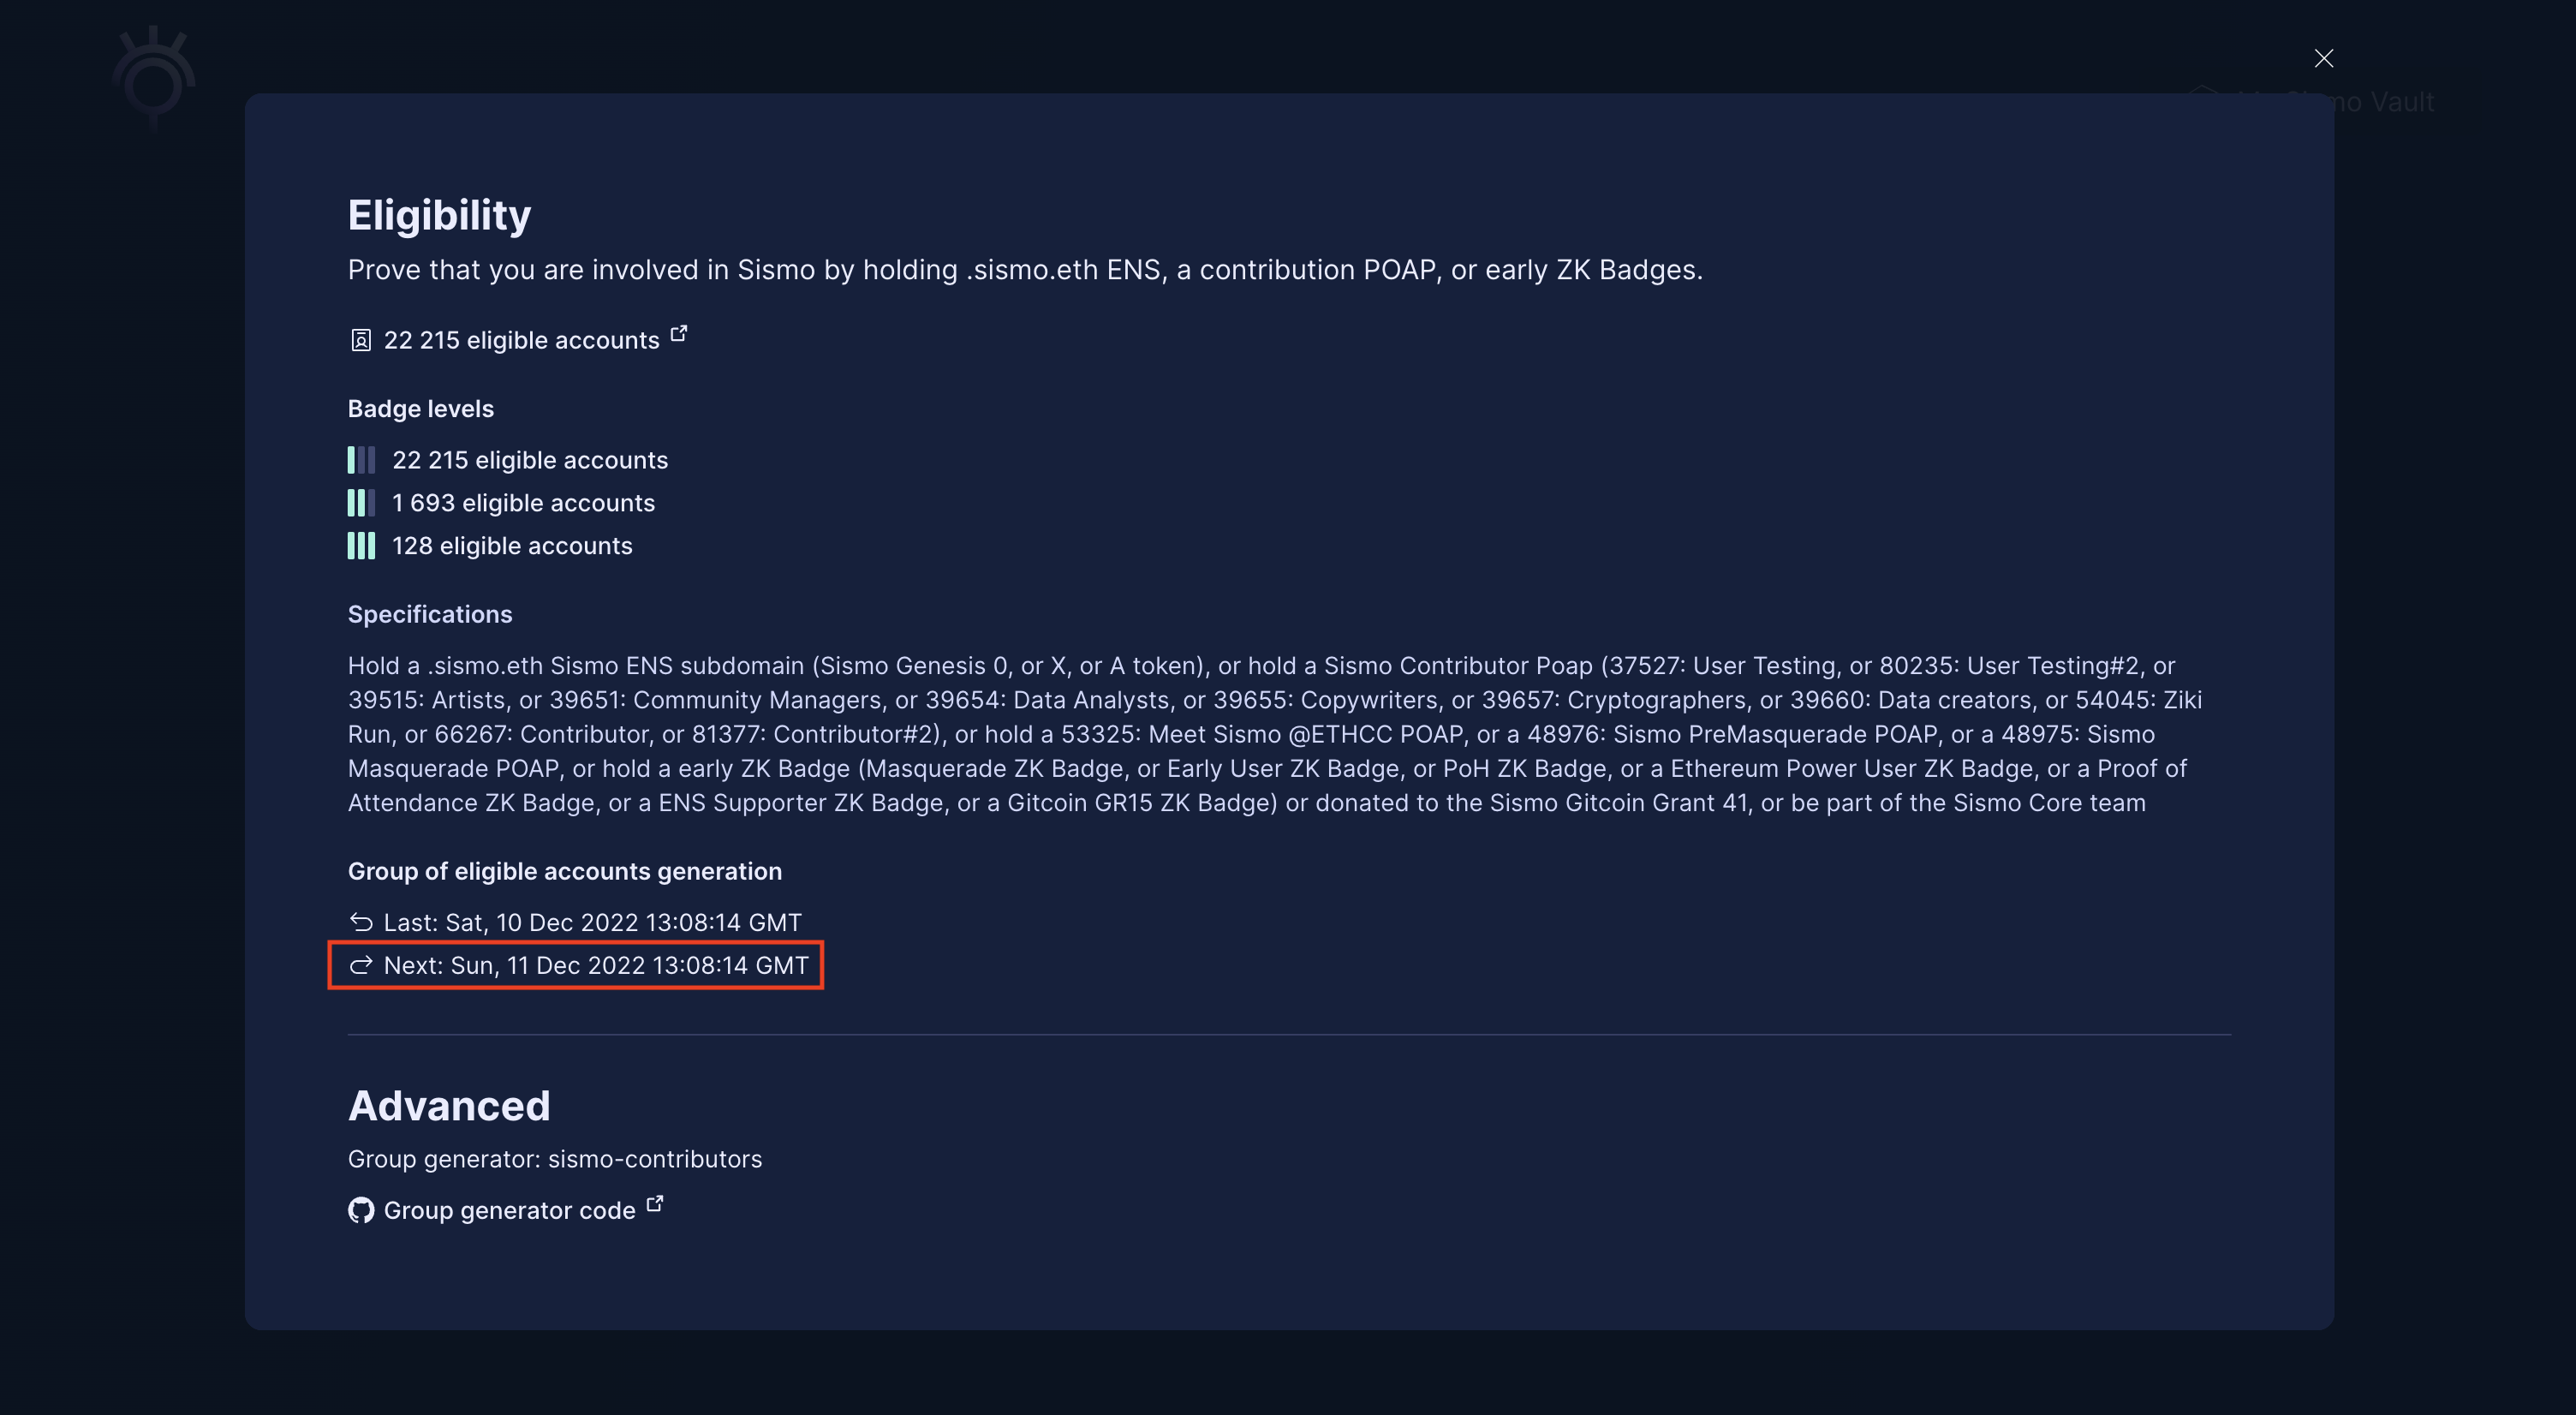 mo Vault
Eligibility
Prove that you are involved in Sismo by holding .sismo.eth ENS, a contribution POAP, or early ZK Badges.
22 215 eligible accounts
Badge levels
22 215 eligible accounts
1 693 eligible accounts
128 eligible accounts
Specifications
Hold a .sismo.eth Sismo ENS subdomain (Sismo Genesis 0, or X, or A token), or hold a Sismo Contributor Poap (37527: User Testing, or 80235: User Testing#2, or
39515: Artists, or 39651: Community Managers, or 39654: Data Analysts, or 39655: Copywriters, or 39657: Cryptographers, or 39660: Data creators, or 54045: Ziki
Run, or 66267: Contributor, or 81377: Contributor#2), or hold a 53325: Meet Sismo @ETHCC POAP, or a 48976: Sismo PreMasquerade POAP, or a 48975: Sismo
Masquerade POAP, or hold a early ZK Badge (Masquerade ZK Badge, or Early User ZK Badge, or PoH ZK Badge, or a Ethereum Power User ZK Badge, or a Proof of
Attendance ZK Badge, or a ENS Supporter ZK Badge, or a Gitcoin GR15 ZK Badge) or donated to the Sismo Gitcoin Grant 41, or be part of the Sismo Core team
Group of eligible accounts generation
Last: Sat, 10 Dec 2022 13:08:14 GMT
Next: Sun, 11 Dec 2022 13:08:14 GMT
Advanced
Group generator: sismo-contributors
Group generator code